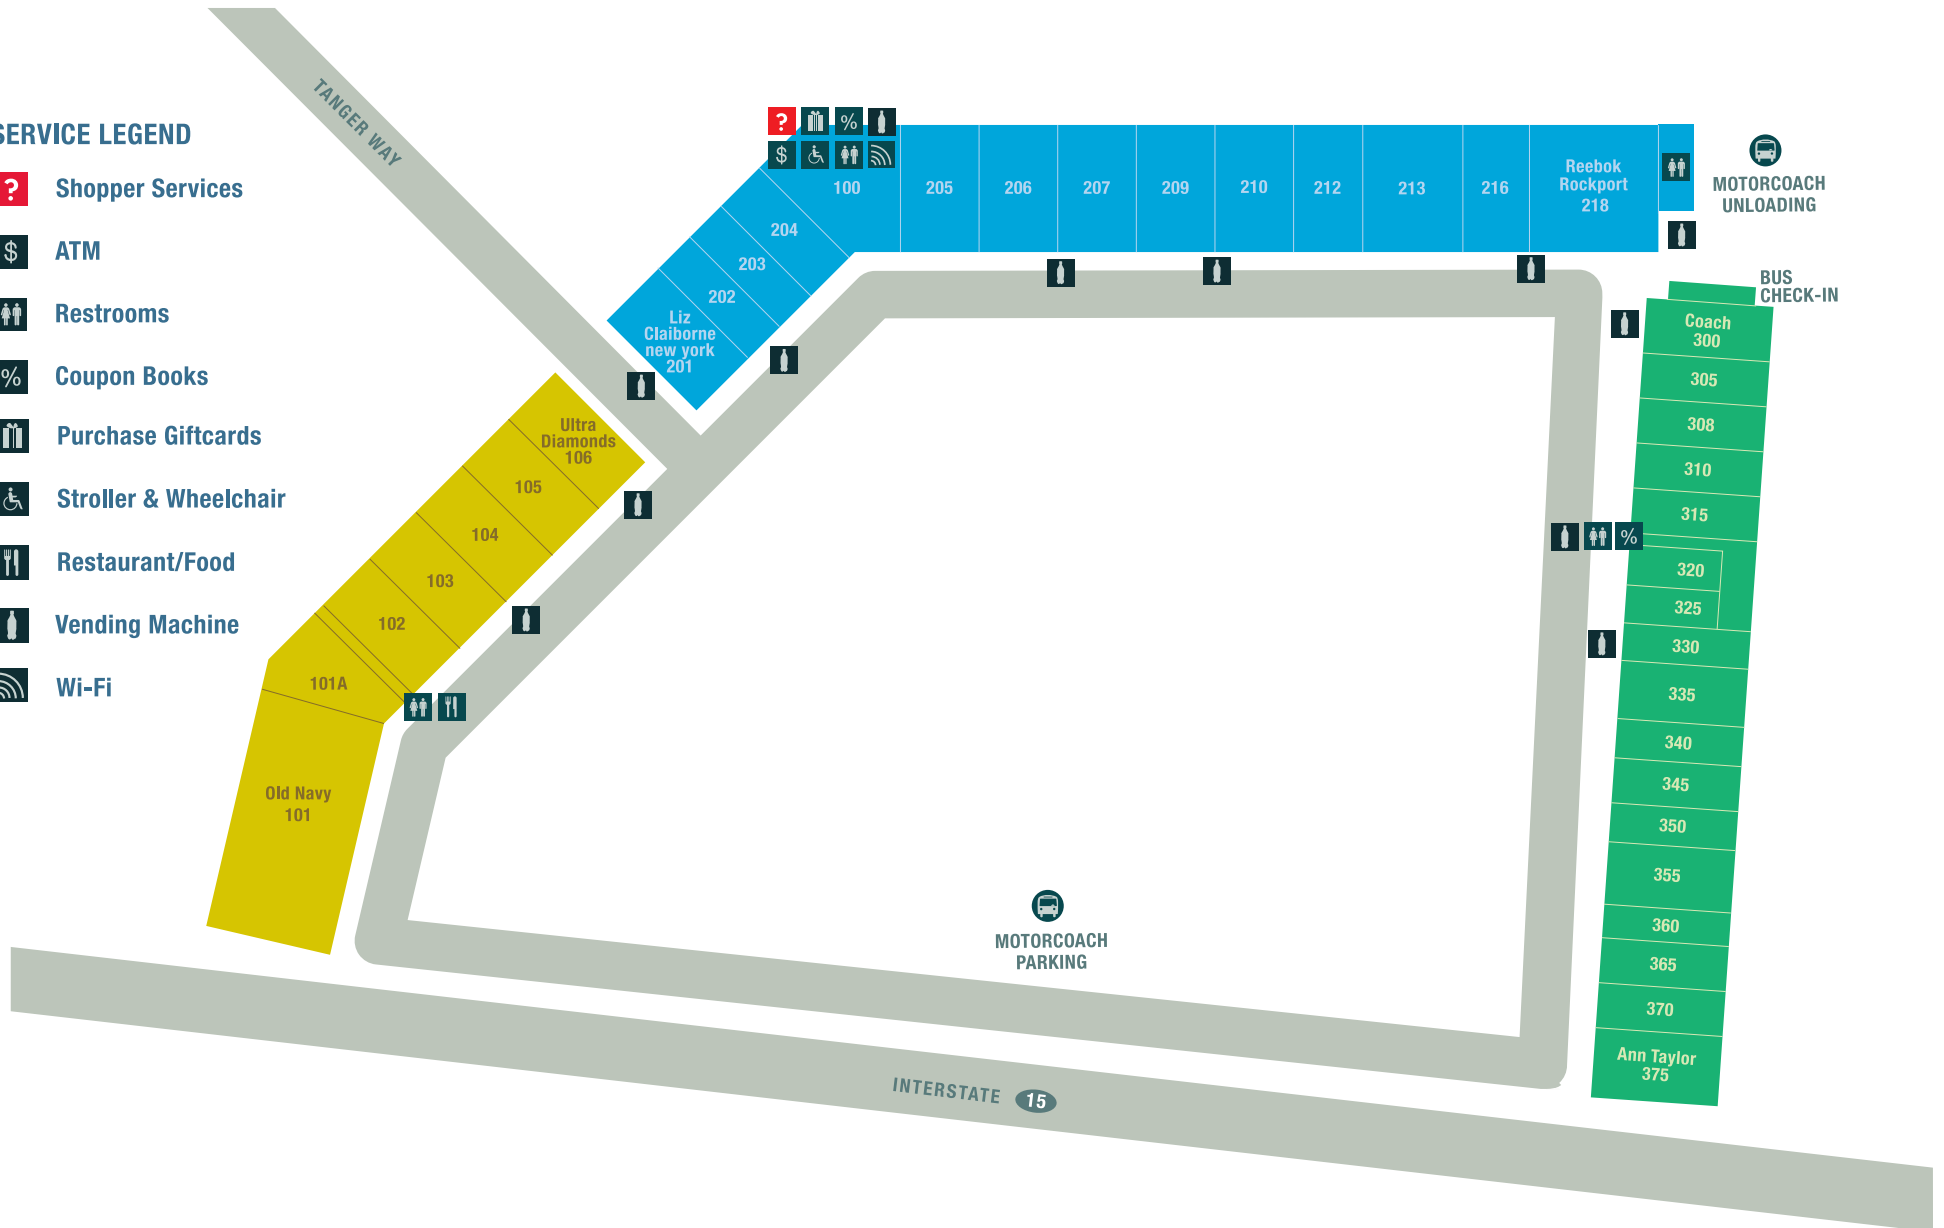 TANGER WAY
SERVICE LEGEND
? Shopper Services
$ ATM
Restrooms
% Coupon Books
Purchase Giftcards
Stroller & Wheelchair
Restaurant/Food
Vending Machine
Wi-Fi
?
%
$
100
205
206
207
209
210
212
213
216
Reebok
Rockport
218
MOTORCOACH
UNLOADING
204
203
202
Liz
Claiborne
new york
201
BUS
CHECK-IN
Coach
300
305
308
310
315
%
320
325
330
335
340
345
350
355
360
365
370
Ann Taylor
375
Ultra
Diamonds
106
105
104
103
102
101A
Old Navy
101
MOTORCOACH
PARKING
INTERSTATE 15